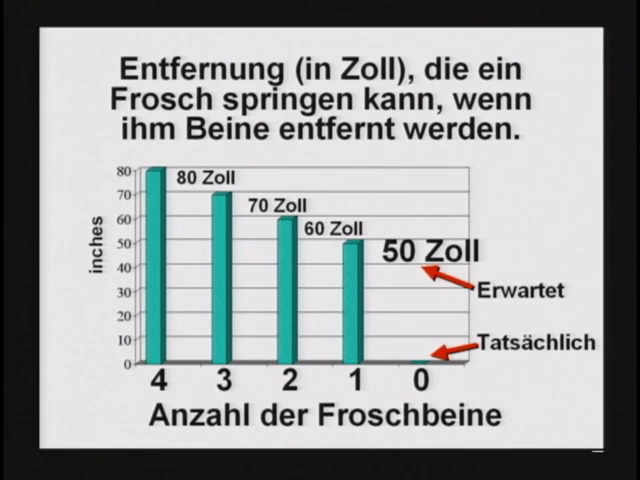 Entfernung (in Zoll), die ein
Frosch springen kann, wenn
ihm Beine entfernt werden.
80
80 Zoll
70
70 Zoll
60
60 Zoll
50
50 Zoll
40
30
Erwartet
20
10
Tatsächlich
0
inches
4 3 2 1 0
Anzahl der Froschbeine